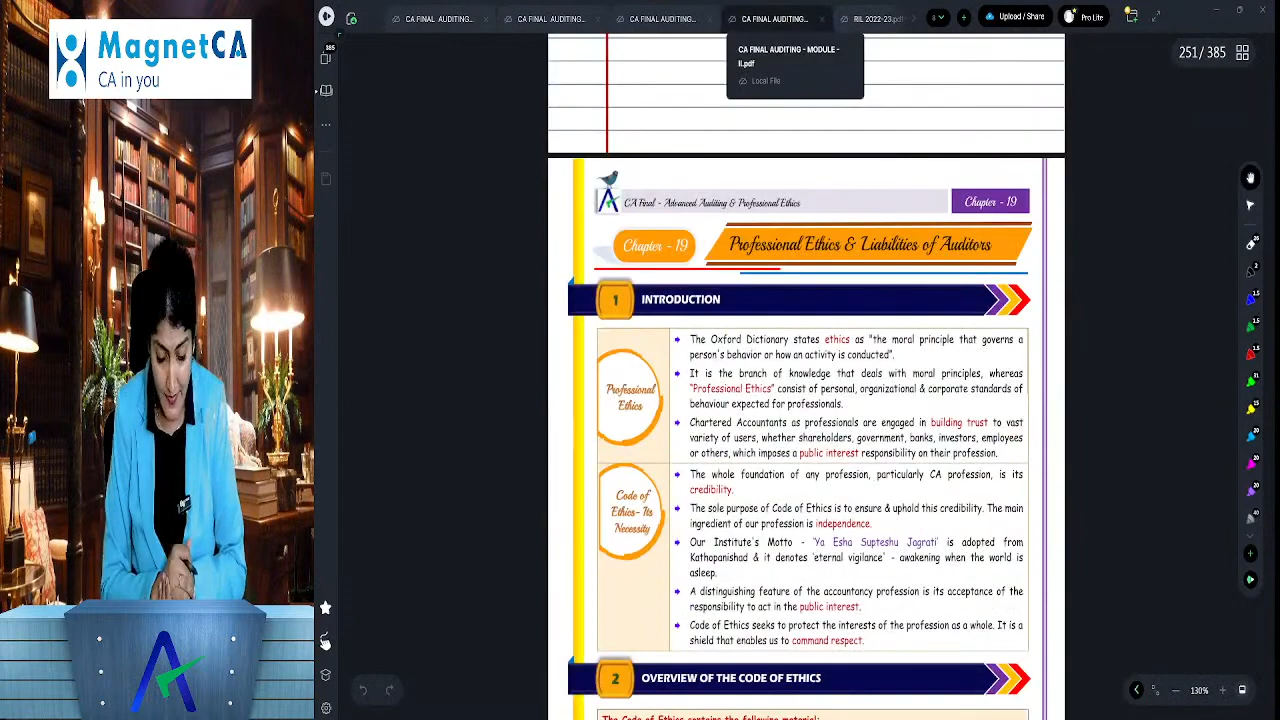 MagnetCA
CA in you
CA FINAL AUDITING...
CA FINAL AUDITING...
CA FINAL AUDITING...
CA FINAL AUDITING...
RIL 2022-23.pdf
8
Upload / Share
Pro Lite
CA FINAL AUDITING - MODULE -
II.pdf
Local File
251/ 385
385
CA Final - Advanced Auditing & Professional Ethics
Chapter - 19
Chapter - 19
Professional Ethics & Liabilities of Auditors
1 INTRODUCTION
Professional
Ethics
The Oxford Dictionary states ethics as "the moral principle that governs a
person's behavior or how an activity is conducted".
It is the branch of knowledge that deals with moral principles, whereas
"Professional Ethics" consist of personal, organizational & corporate standards of
behaviour expected for professionals.
Chartered Accountants as professionals are engaged in building trust to vast
variety of users, whether shareholders, government, banks, investors, employees
or others, which imposes a public interest responsibility on their profession.
Code of
Ethics- Its
Necessity
The whole foundation of any profession, particularly CA profession, is its
credibility.
The sole purpose of Code of Ethics is to ensure & uphold this credibility. The main
ingredient of our profession is independence.
Our Institute's Motto - 'Ya Esha Supteshu Jagrati' is adopted from
Kathopanishad & it denotes 'eternal vigilance' - awakening when the world is
asleep.
A distinguishing feature of the accountancy profession is its acceptance of the
responsibility to act in the public interest.
Code of Ethics seeks to protect the interests of the profession as a whole. It is a
shield that enables us to command respect.
2 OVERVIEW OF THE CODE OF ETHICS
The Code of Ethics contains the following material:
130%